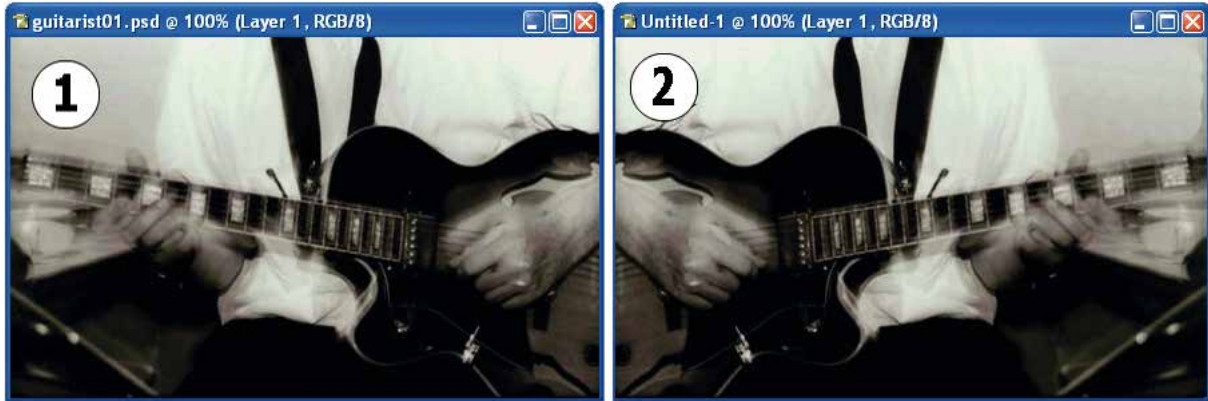 guitarist01.psd @ 100% (Layer 1, RGB/8)
Untitled-1 @ 100% (Layer 1, RGB/8)
1
2